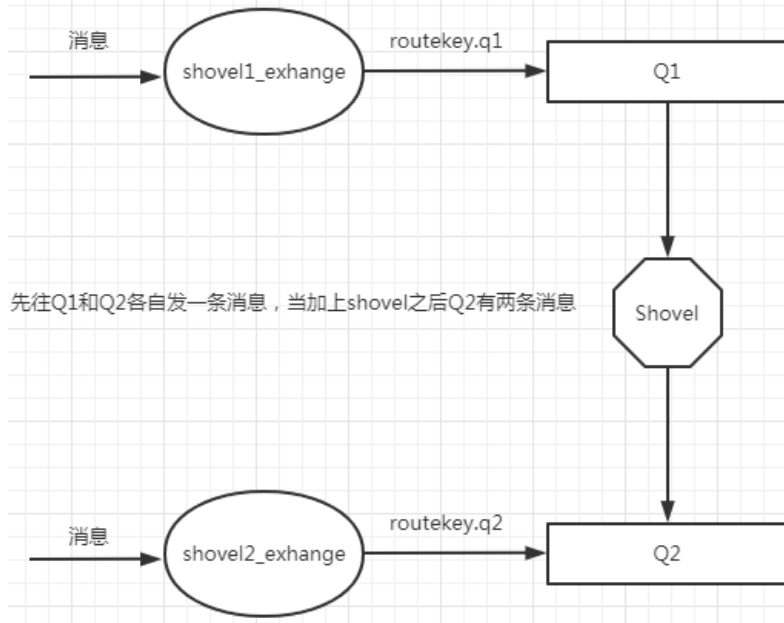 消息
routekey.q1
shovel1_exhange
Q1
先往Q1和Q2各自发一条消息，当加上shovel之后Q2有两条消息
Shovel
消息
routekey.q2
shovel2_exhange
Q2